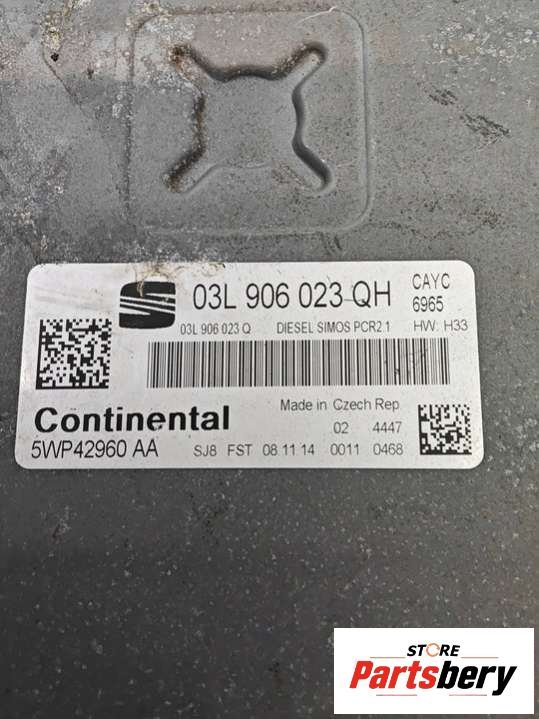 03L 906 023 QH CAYC
6965
03L 906 023 Q DIESEL SIMOS PCR2.1 HW: H33
Continental Made in Czech Rep.
5WP42960 AA 02 4447
SJ8 FST 08.11.14 0011 0468
STORE
Partsbery